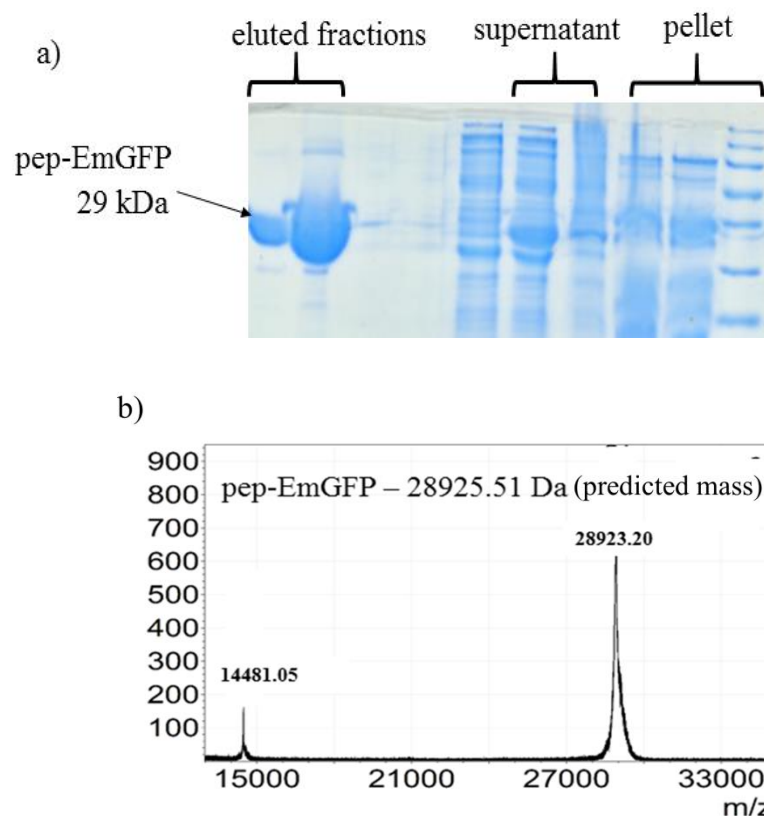 a)
eluted fractions
supernatant
pellet
pep-EmGFP
29 kDa
b)
900
800
700
600
500
400
300
200
100
pep-EmGFP – 28925.51 Da (predicted mass)
28923.20
14481.05
15000 21000 27000 33000
m/z